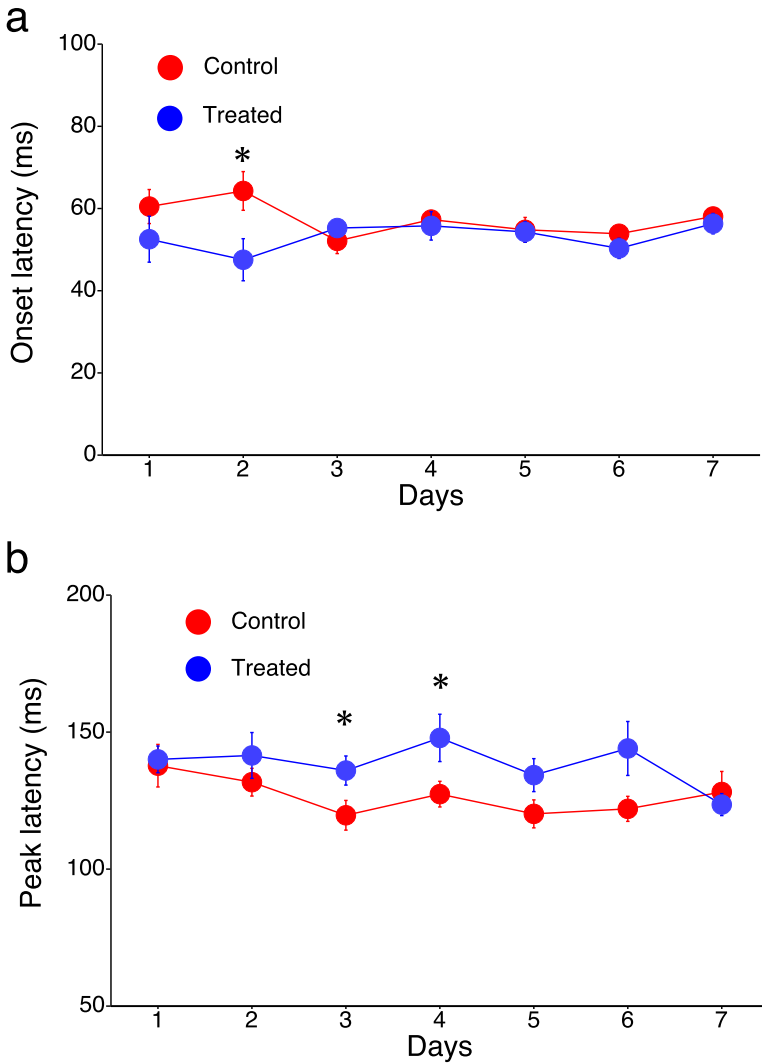 a
100
80
60
40
20
0
Onset latency (ms)
Control
Treated
*
1 2 3 4 5 6 7
Days
b
200
150
100
50
Peak latency (ms)
Control
Treated
* *
1 2 3 4 5 6 7
Days